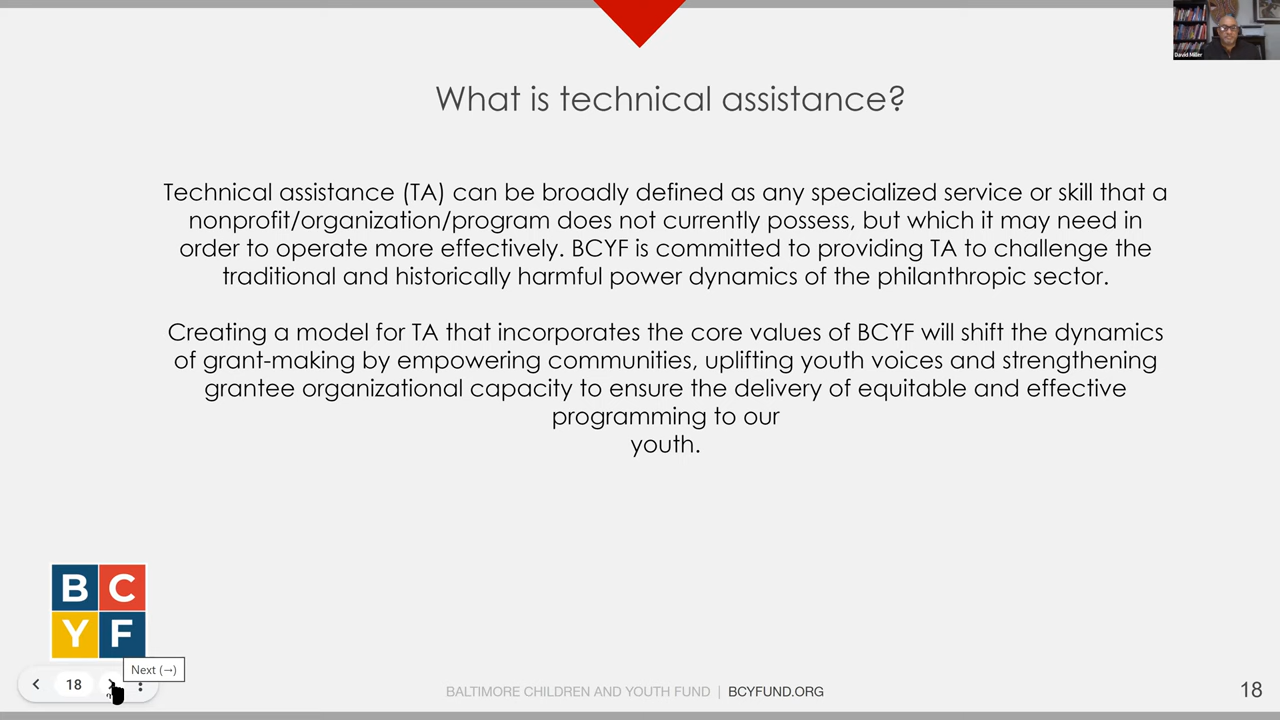 David Miller
What is technical assistance?
Technical assistance (TA) can be broadly defined as any specialized service or skill that a
nonprofit/organization/program does not currently possess, but which it may need in
order to operate more effectively. BCYF is committed to providing TA to challenge the
traditional and historically harmful power dynamics of the philanthropic sector.
Creating a model for TA that incorporates the core values of BCYF will shift the dynamics
of grant-making by empowering communities, uplifting youth voices and strengthening
grantee organizational capacity to ensure the delivery of equitable and effective
programming to our
youth.
B C
Y F
Next (→)
18
BALTIMORE CHILDREN AND YOUTH FUND | BCYFUND.ORG
18